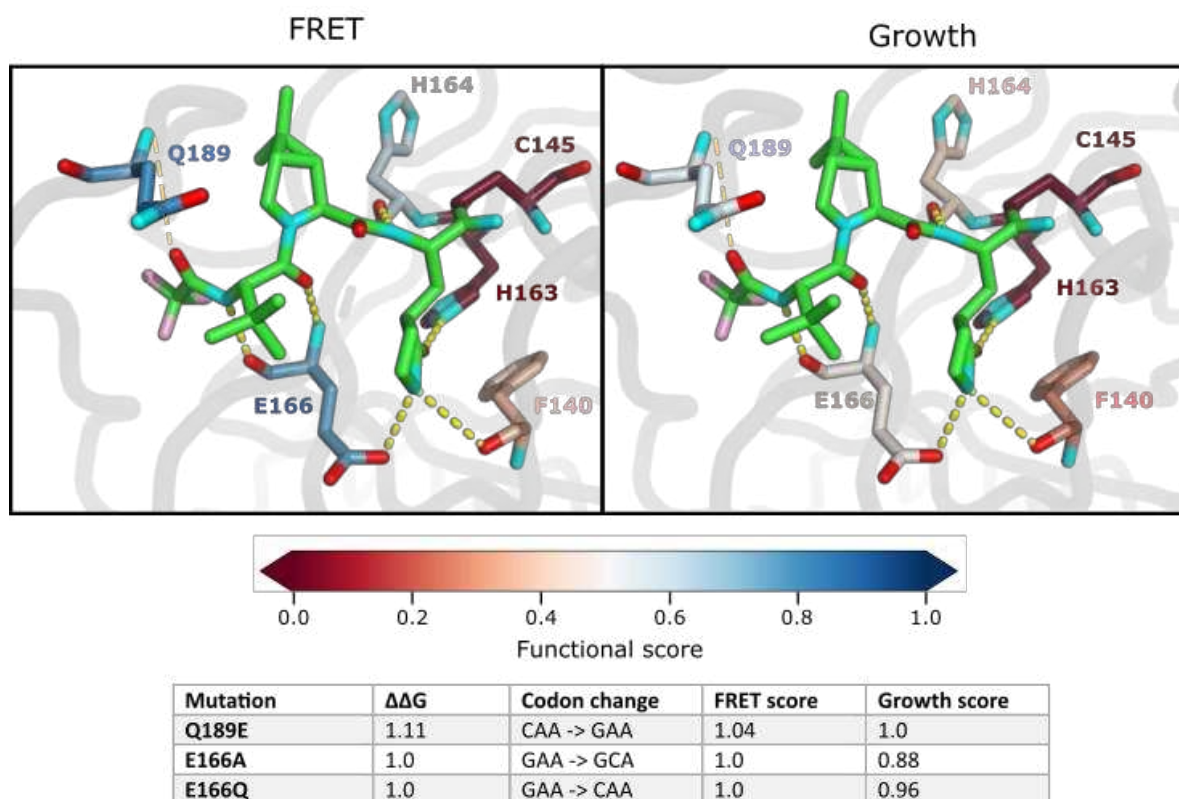 FRET
Growth
H164
Q189
C145
H163
E166
F140
H164
Q189
C145
H163
E166
F140
0.0 0.2 0.4 0.6 0.8 1.0
Functional score
Mutation ΔΔG Codon change FRET score Growth score
Q189E 1.11 CAA -> GAA 1.04 1.0
E166A 1.0 GAA -> GCA 1.0 0.88
E166Q 1.0 GAA -> CAA 1.0 0.96